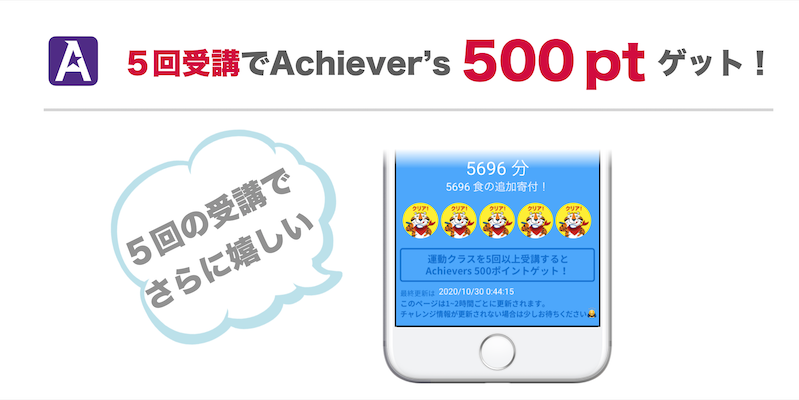 ５回受講でAchiever’s 500 pt ゲット！
５回の受講で
さらに嬉しい
5696 分
5696 食の追加寄付！
クリア！ クリア！ クリア！ クリア！ クリア！
運動クラスを5回以上受講すると
Achievers 500ポイントゲット！
最終更新は 2020/10/30 0:44:15
このページは1~2時間ごとに更新されます。
チャレンジ情報が更新されない場合は少しお待ちください🙇